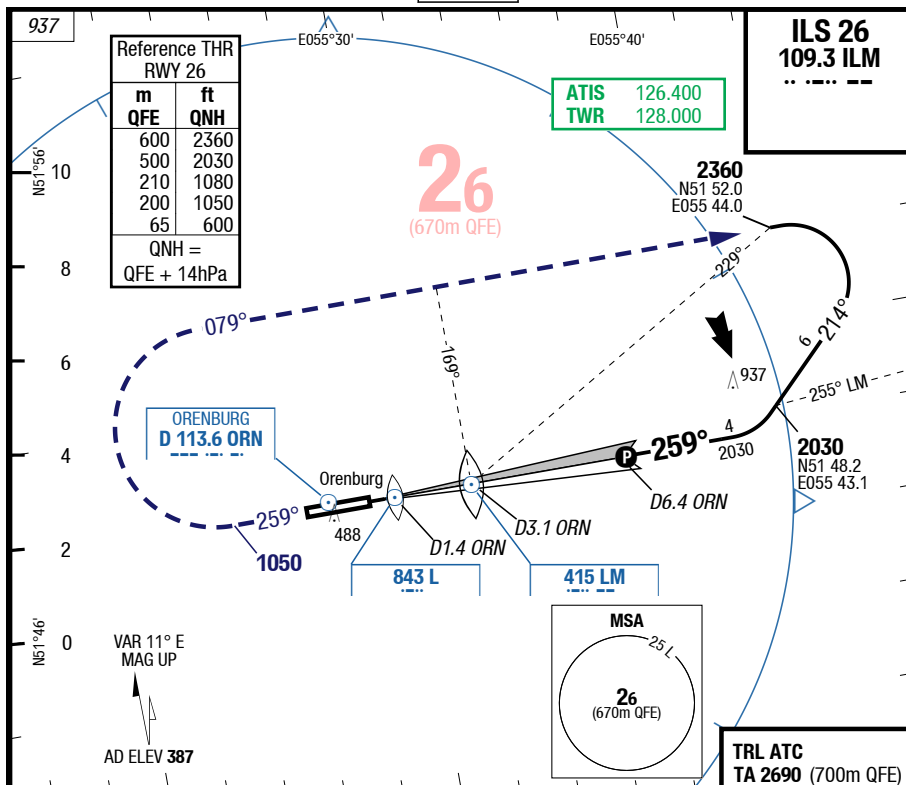 937
E055°30'
E055°40'
ILS 26
109.3 ILM
Reference THR
RWY 26
m ft
QFE QNH
600 2360
500 2030
210 1080
200 1050
65 600
QNH =
QFE + 14hPa
ATIS 126.400
TWR 128.000
N51°56'
10
8
6
4
2
0
N51°46'
26
(670m QFE)
2360
N51 52.0
E055 44.0
229°
079°
169°
214°
6
937
255° LM
ORENBURG
D 113.6 ORN
Orenburg
P
259°
4
2030
2030
N51 48.2
E055 43.1
D6.4 ORN
259°
488
D3.1 ORN
D1.4 ORN
1050
843 L
415 LM
VAR 11° E
MAG UP
AD ELEV 387
MSA
25 L
26
(670m QFE)
TRL ATC
TA 2690 (700m QFE)